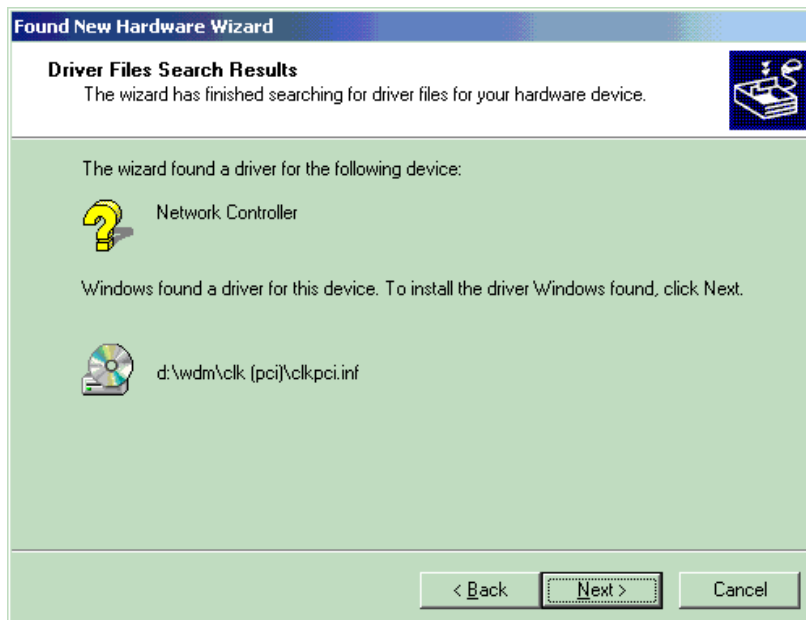 Found New Hardware Wizard
Driver Files Search Results
The wizard has finished searching for driver files for your hardware device.
The wizard found a driver for the following device:
Network Controller
Windows found a driver for this device. To install the driver Windows found, click Next.
d:\wdm\clk (pci)\clkpci.inf
< Back Next > Cancel